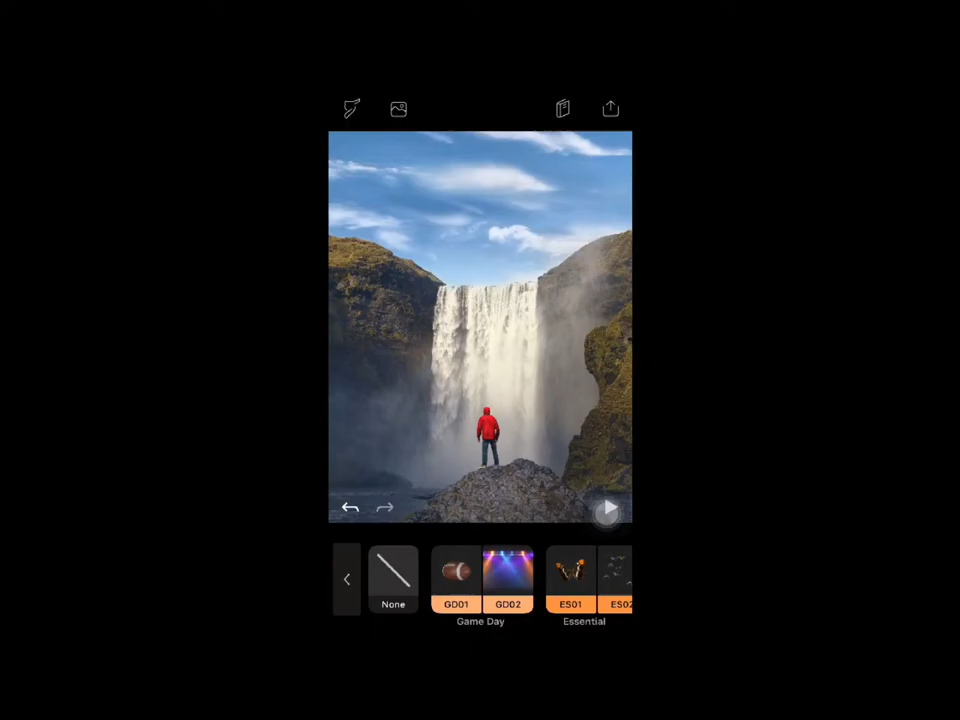 None
GD01
GD02
ES01
ES02
Game Day
Essential